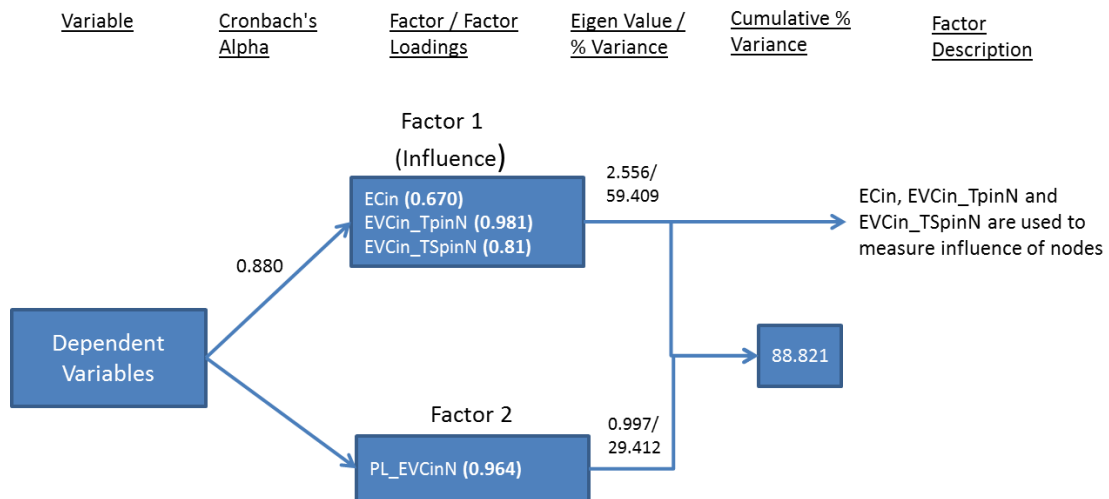 Variable
Cronbach's
Alpha
Factor / Factor
Loadings
Eigen Value /
% Variance
Cumulative %
Variance
Factor
Description
Factor 1
(Influence)
2.556/
59.409
ECin (0.670)
EVCin_TpinN (0.981)
EVCin_TSpinN (0.81)
ECin, EVCin_TpinN and
EVCin_TSpinN are used to
measure influence of nodes
0.880
Dependent
Variables
88.821
Factor 2
0.997/
29.412
PL_EVCinN (0.964)